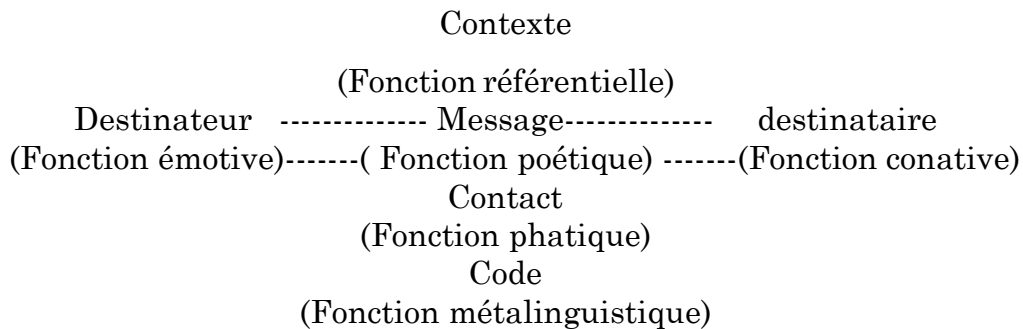 Contexte
(Fonction référentielle)
Destinateur -------------- Message-------------- destinataire
(Fonction émotive)-------( Fonction poétique) -------(Fonction conative)
Contact
(Fonction phatique)
Code
(Fonction métalinguistique)